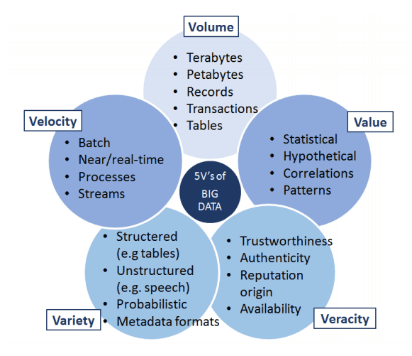 Volume
• Terabytes
• Petabytes
• Records
• Transactions
• Tables
Velocity
• Batch
• Near/real-time
• Processes
• Streams
Value
• Statistical
• Hypothetical
• Correlations
• Patterns
5V's of
BIG
DATA
• Structered
(e.g tables)
• Unstructured
(e.g. speech)
• Probabilistic
• Metadata formats
Variety
• Trustworthiness
• Authenticity
• Reputation
origin
• Availability
Veracity